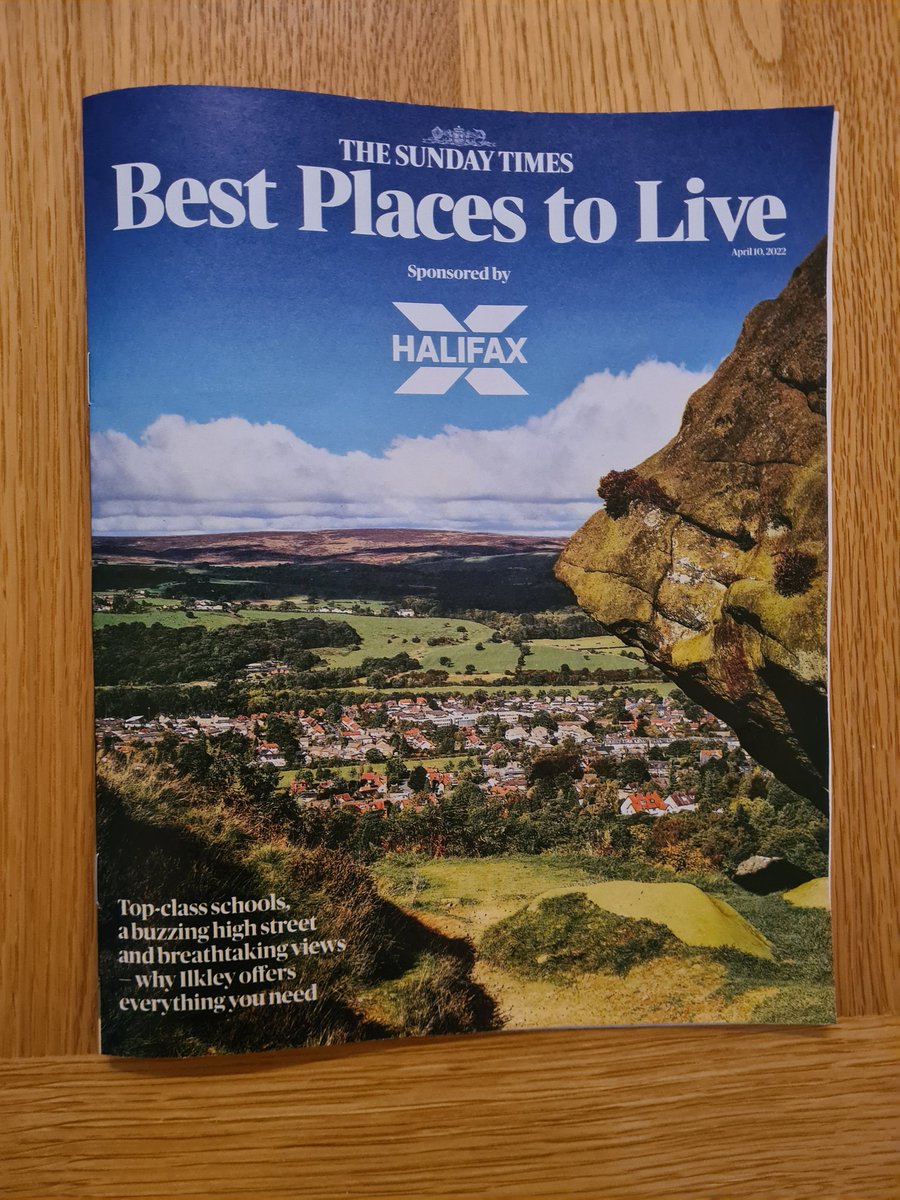 THE SUNDAY TIMES
Best Places to Live
April 10, 2022
Sponsored by
HALIFAX
Top-class schools,
a buzzing high street
and breathtaking views
– why Ilkley offers
everything you need